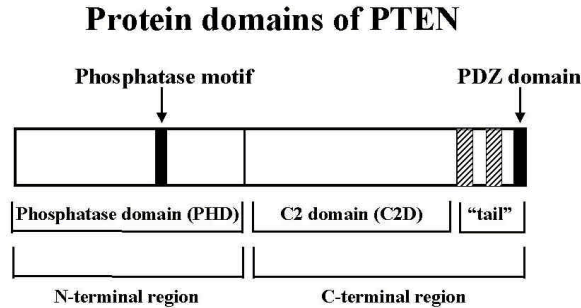 Protein domains of PTEN
Phosphatase motif
PDZ domain
Phosphatase domain (PHD)
C2 domain (C2D)
“tail”
N-terminal region
C-terminal region